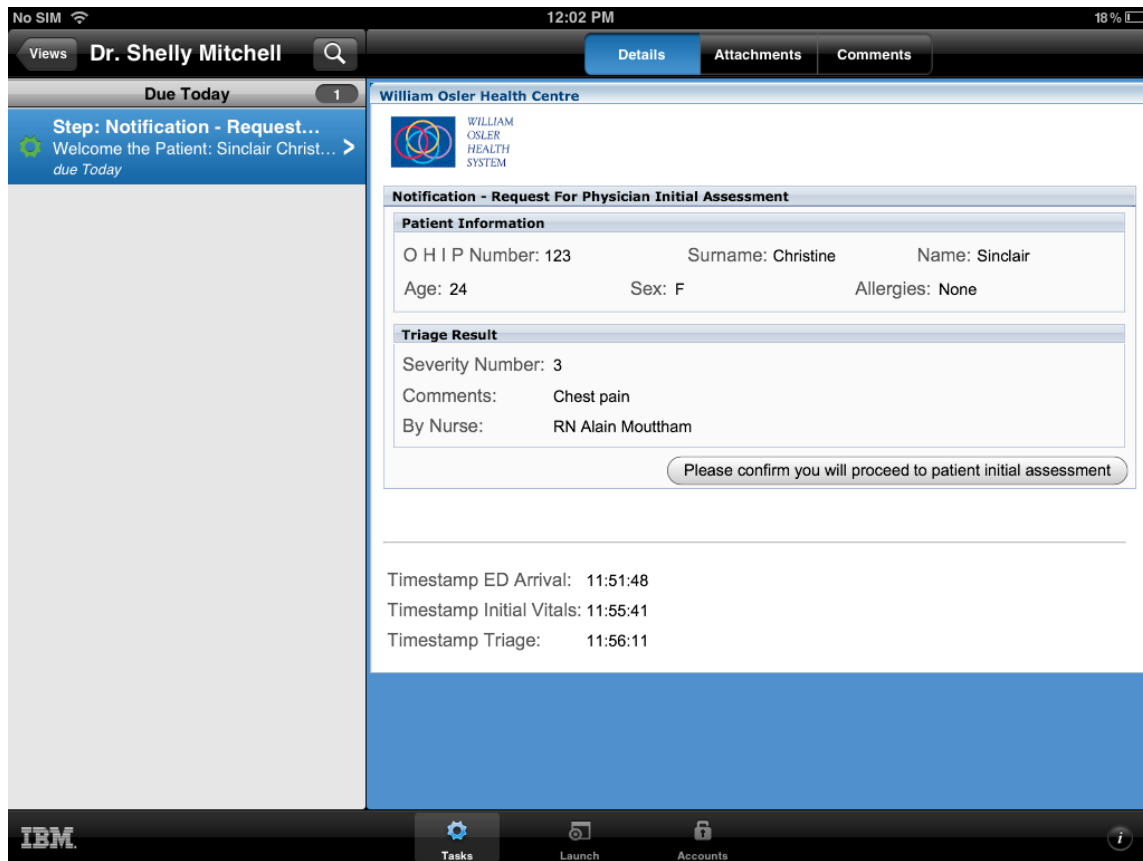 No SIM 12:02 PM 18%
Views Dr. Shelly Mitchell Details Attachments Comments
Due Today 1
Step: Notification - Request...
Welcome the Patient: Sinclair Christ...
due Today
William Osler Health Centre
WILLIAM
OSLER
HEALTH
SYSTEM
Notification - Request For Physician Initial Assessment
Patient Information
O H I P Number: 123 Surname: Christine Name: Sinclair
Age: 24 Sex: F Allergies: None
Triage Result
Severity Number: 3
Comments: Chest pain
By Nurse: RN Alain Mouttham
Please confirm you will proceed to patient initial assessment
Timestamp ED Arrival: 11:51:48
Timestamp Initial Vitals: 11:55:41
Timestamp Triage: 11:56:11
IBM. Tasks Launch Accounts i